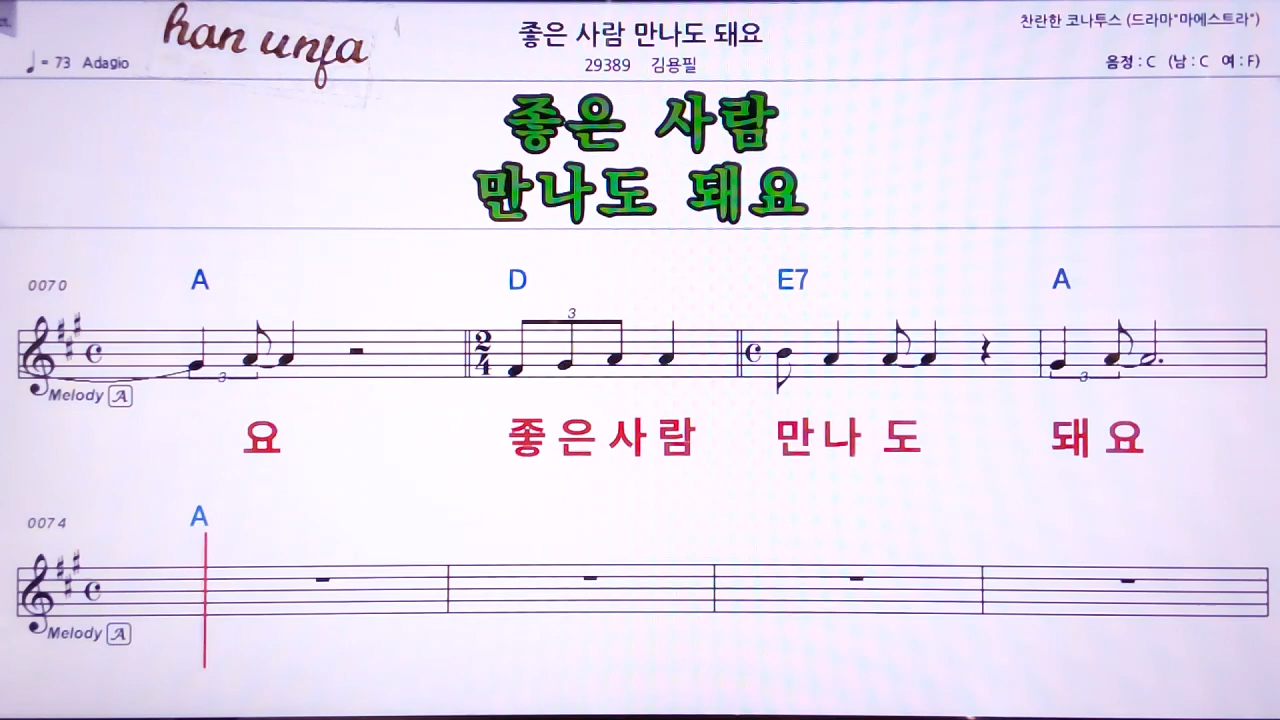 han unfa
좋은 사람 만나도 돼요
찬란한 코나투스 (드라마"마에스트라")
♩ = 73 Adagio
29389 김용필
음정 : C (남 : C 여 : F)
좋은 사람
만나도 돼요
0070 A D E7 A
3 2/4 3 3
Melody A
요 좋은사람 만나도 돼요
0074 A
Melody A